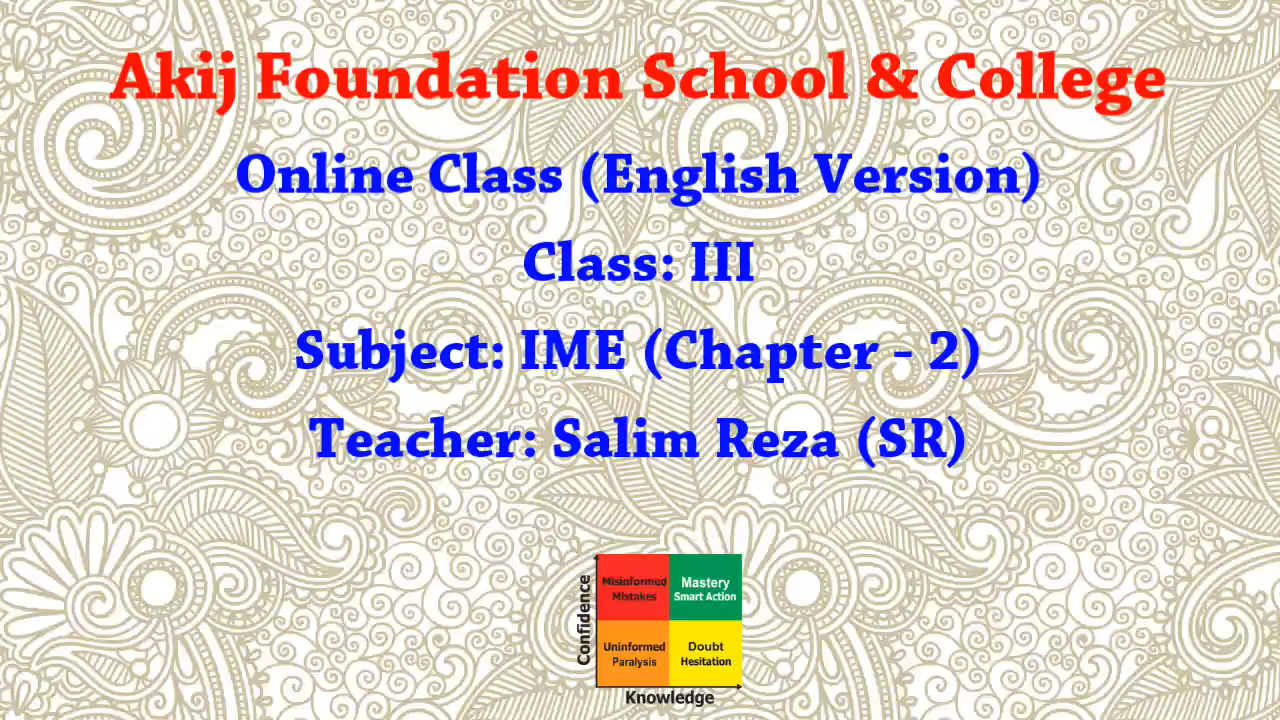 Akij Foundation School & College
Online Class (English Version)
Class: III
Subject: IME (Chapter - 2)
Teacher: Salim Reza (SR)
Confidence
Misinformed
Mistakes
Mastery
Smart Action
Uninformed
Paralysis
Doubt
Hesitation
Knowledge